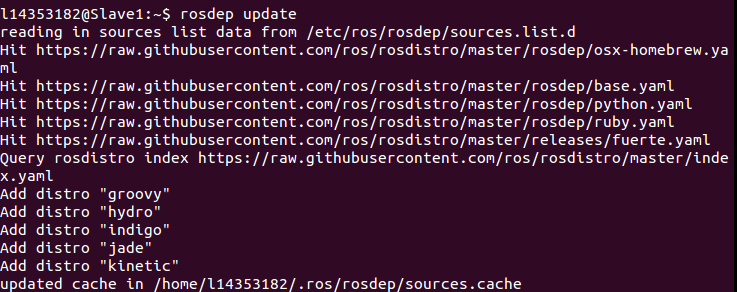 l14353182@Slave1:~$ rosdep update
reading in sources list data from /etc/ros/rosdep/sources.list.d
Hit https://raw.githubusercontent.com/ros/rosdistro/master/rosdep/osx-homebrew.ya
ml
Hit https://raw.githubusercontent.com/ros/rosdistro/master/rosdep/base.yaml
Hit https://raw.githubusercontent.com/ros/rosdistro/master/rosdep/python.yaml
Hit https://raw.githubusercontent.com/ros/rosdistro/master/rosdep/ruby.yaml
Hit https://raw.githubusercontent.com/ros/rosdistro/master/releases/fuerte.yaml
Query rosdistro index https://raw.githubusercontent.com/ros/rosdistro/master/inde
x.yaml
Add distro "groovy"
Add distro "hydro"
Add distro "indigo"
Add distro "jade"
Add distro "kinetic"
updated cache in /home/l14353182/.ros/rosdep/sources.cache